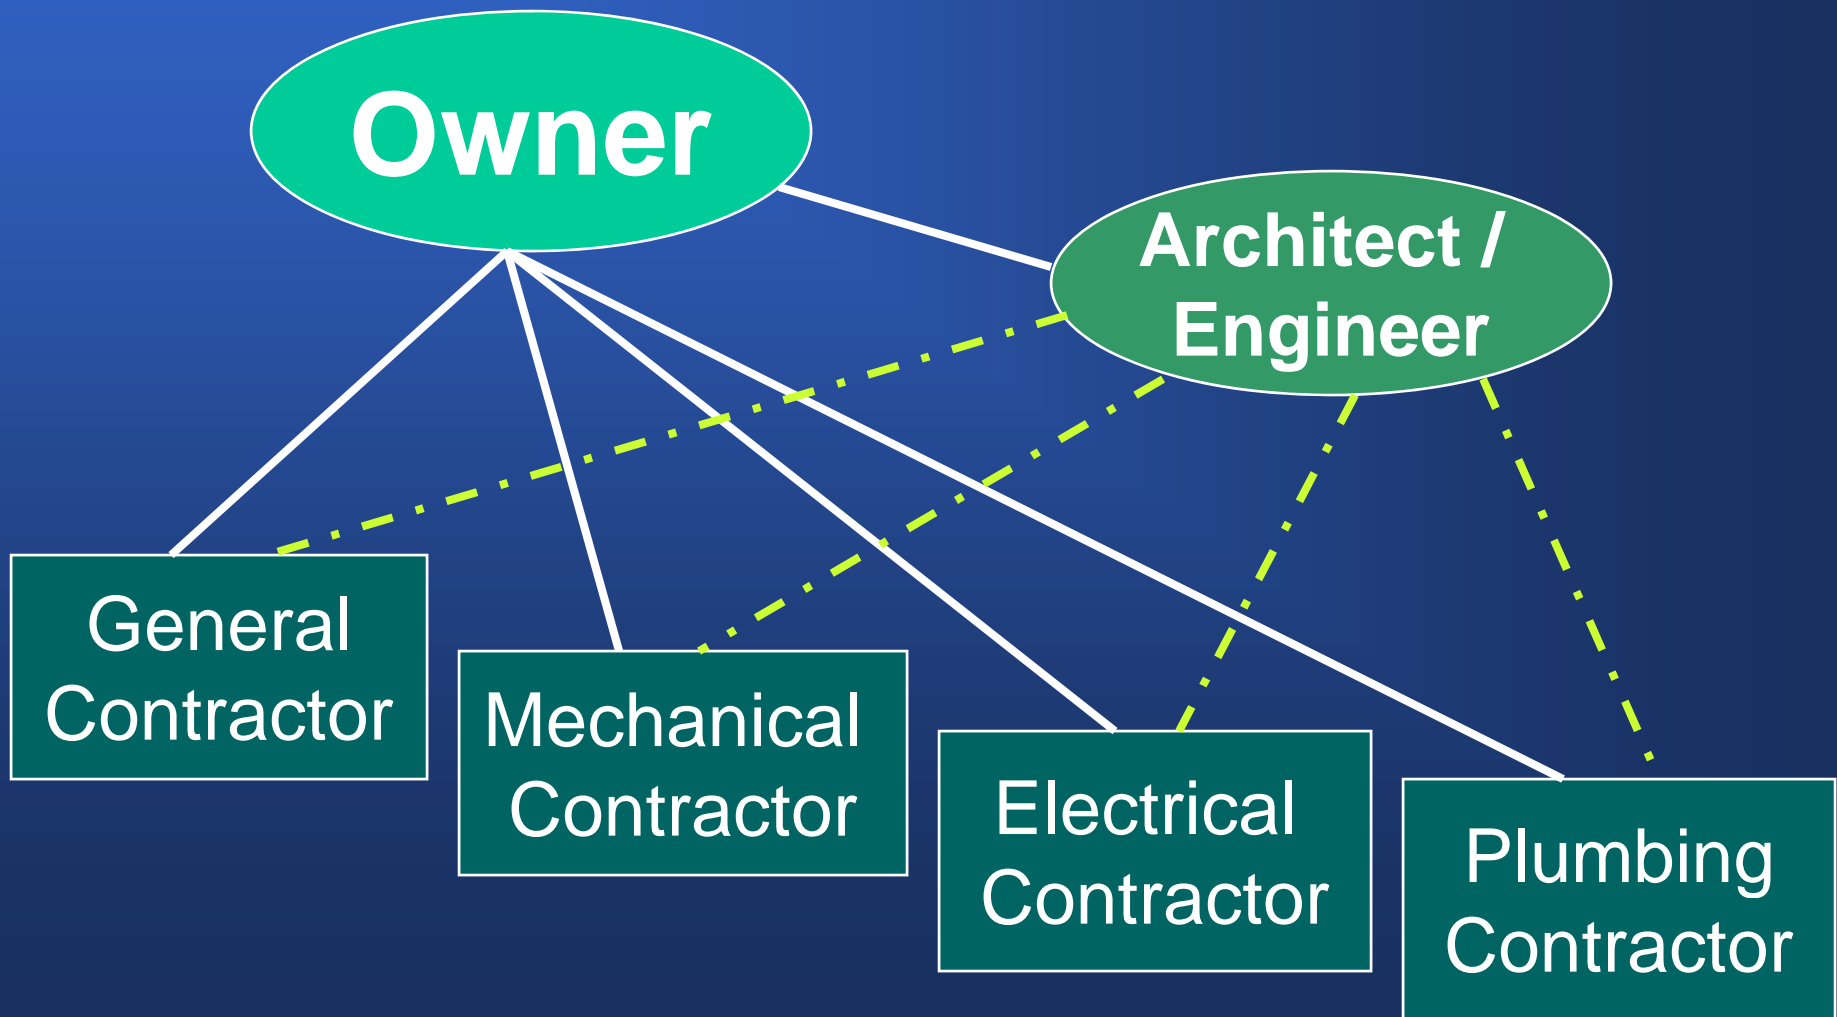 Owner
Architect /
Engineer
General
Contractor
Mechanical
Contractor
Electrical
Contractor
Plumbing
Contractor